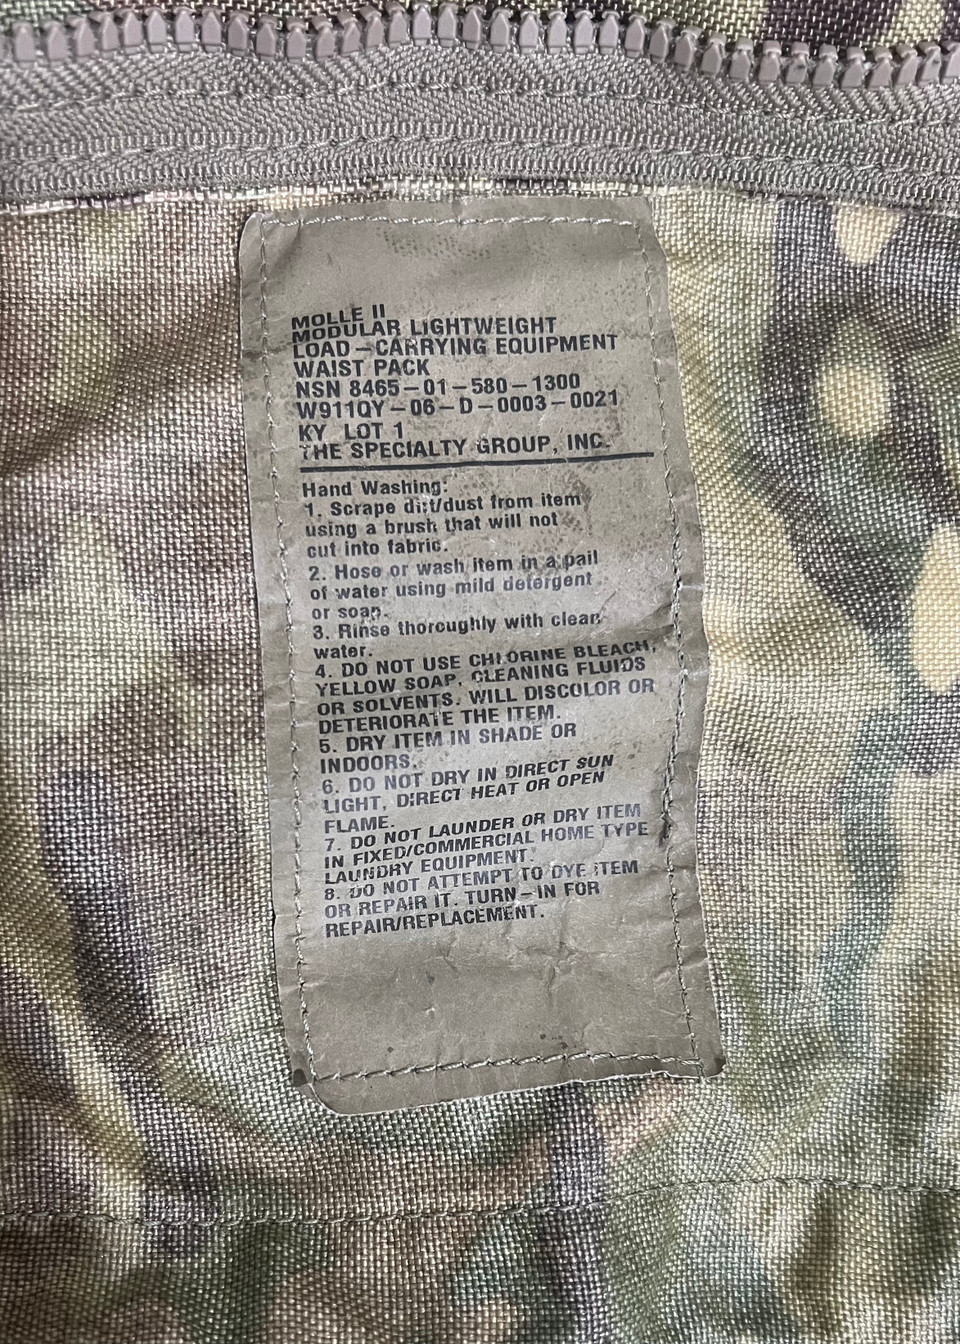 MOLLE II
MODULAR LIGHTWEIGHT
LOAD-CARRYING EQUIPMENT
WAIST PACK
NSN 8465-01-580-1300
W911QY-06-D-0003-0021
KY LOT 1
THE SPECIALTY GROUP, INC.
Hand Washing:
1. Scrape dirt/dust from item
using a brush that will not
cut into fabric.
2. Hose or wash item in a pail
of water using mild detergent
or soap.
3. Rinse thoroughly with clean
water.
4. DO NOT USE CHLORINE BLEACH,
YELLOW SOAP, CLEANING FLUIDS
OR SOLVENTS. WILL DISCOLOR OR
DETERIORATE THE ITEM.
5. DRY ITEM IN SHADE OR
INDOORS.
6. DO NOT DRY IN DIRECT SUN
LIGHT, DIRECT HEAT OR OPEN
FLAME.
7. DO NOT LAUNDER OR DRY ITEM
IN FIXED/COMMERCIAL HOME TYPE
LAUNDRY EQUIPMENT.
8. DO NOT ATTEMPT TO DYE ITEM
OR REPAIR IT. TURN-IN FOR
REPAIR/REPLACEMENT.